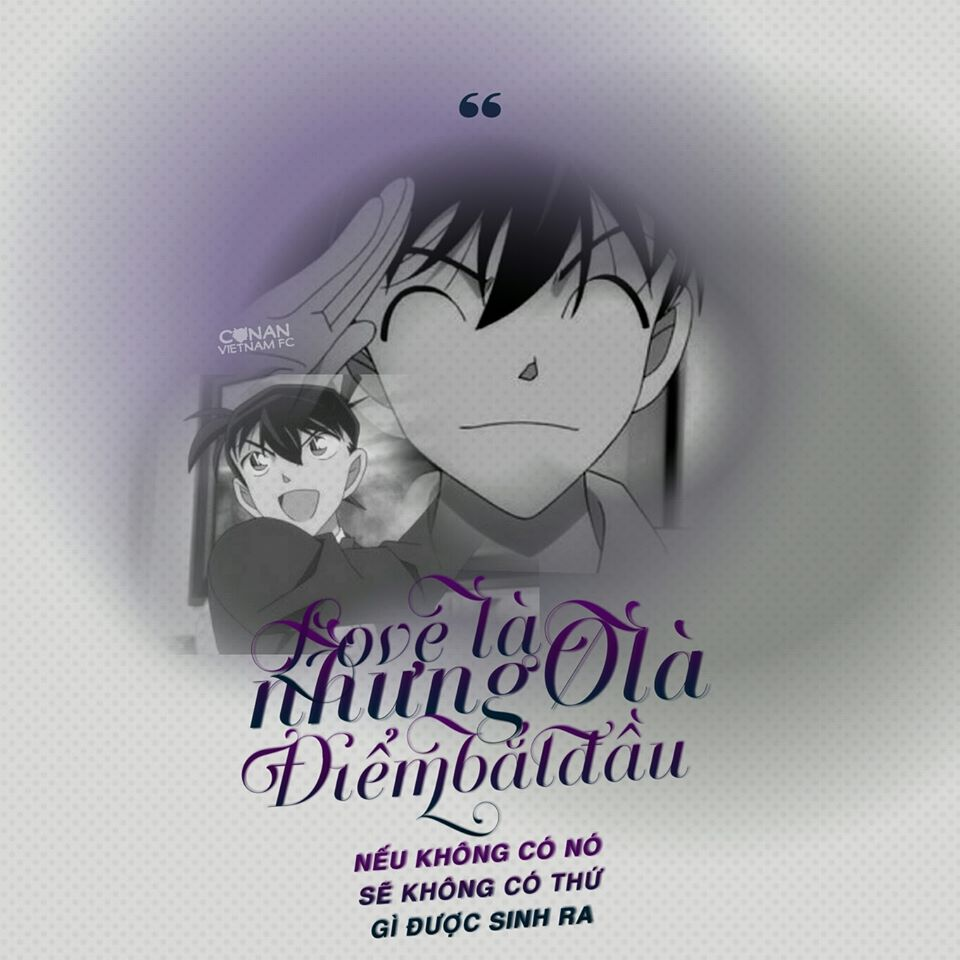 “
CONAN
VIETNAM FC
Love là
nhưng 0 là
Điểm bắt đầu
NẾU KHÔNG CÓ NÓ
SẼ KHÔNG CÓ THỨ
GÌ ĐƯỢC SINH RA